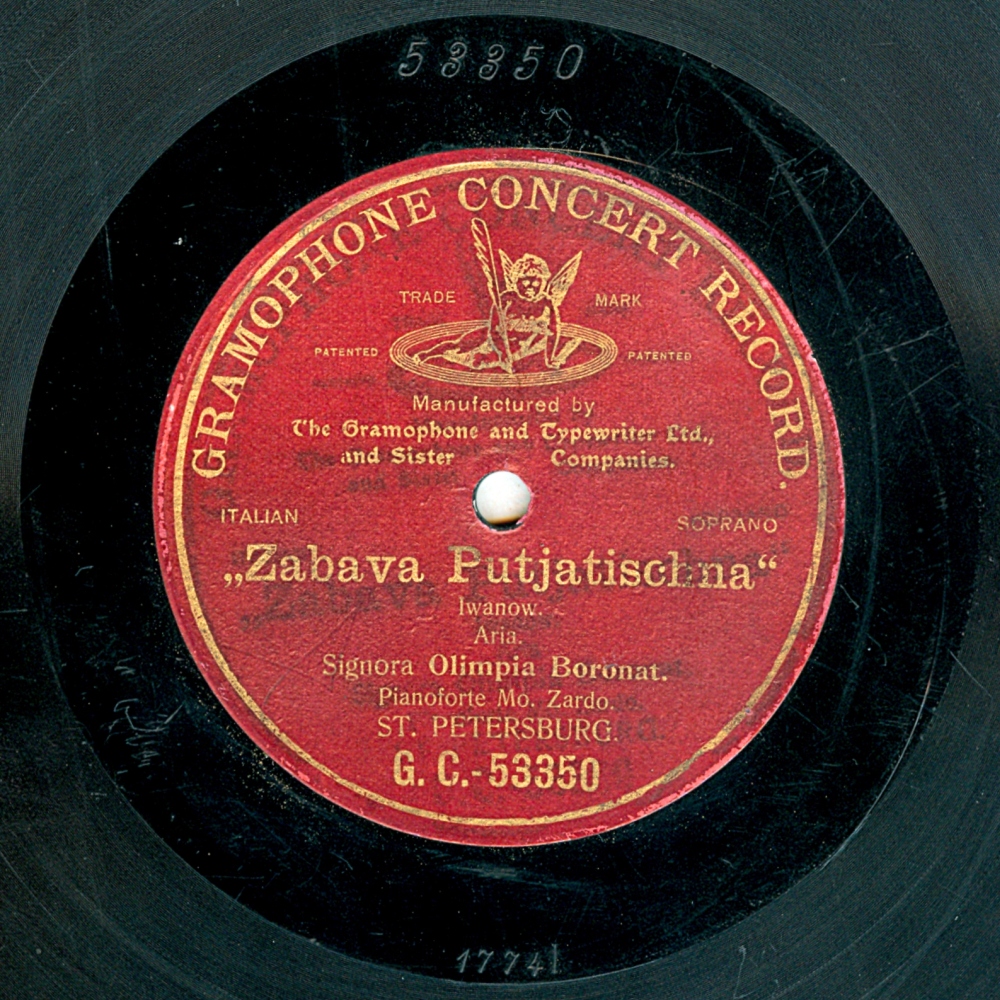 53350
GRAMOPHONE CONCERT RECORD.
TRADE MARK
PATENTED PATENTED
Manufactured by
The Gramophone and Typewriter Ltd.,
and Sister Companies.
ITALIAN SOPRANO
„Zabava Putjatischna“
Iwanow.
Aria.
Signora Olimpia Boronat.
Pianoforte Mo. Zardo.
ST. PETERSBURG.
G. C.-53350